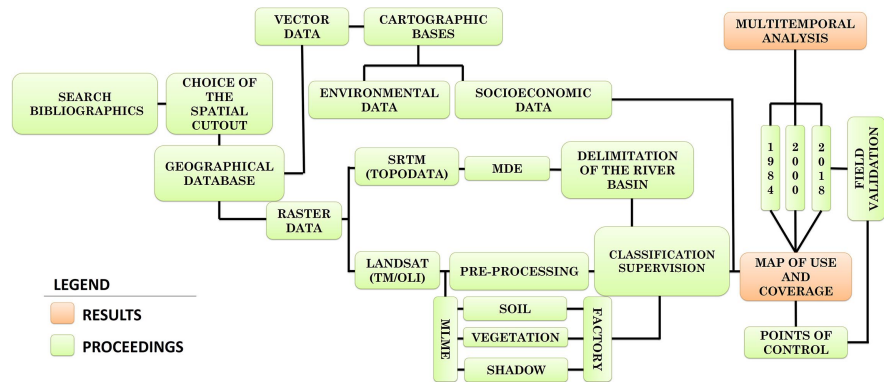 VECTOR
DATA
CARTOGRAPHIC
BASES
MULTITEMPORAL
ANALYSIS
SEARCH
BIBLIOGRAPHICS
CHOICE OF
THE
SPATIAL
CUTOUT
ENVIRONMENTAL
DATA
SOCIOECONOMIC
DATA
GEOGRAPHICAL
DATABASE
SRTM
(TOPODATA)
MDE
DELIMITATION
OF THE RIVER
BASIN
1984
2000
2018
FIELD
VALIDATION
RASTER
DATA
LANDSAT
(TM/OLI)
PRE-PROCESSING
CLASSIFICATION
SUPERVISION
MAP OF USE
AND
COVERAGE
MLME
SOIL
VEGETATION
SHADOW
FACTORY
POINTS OF
CONTROL
LEGEND
RESULTS
PROCEEDINGS